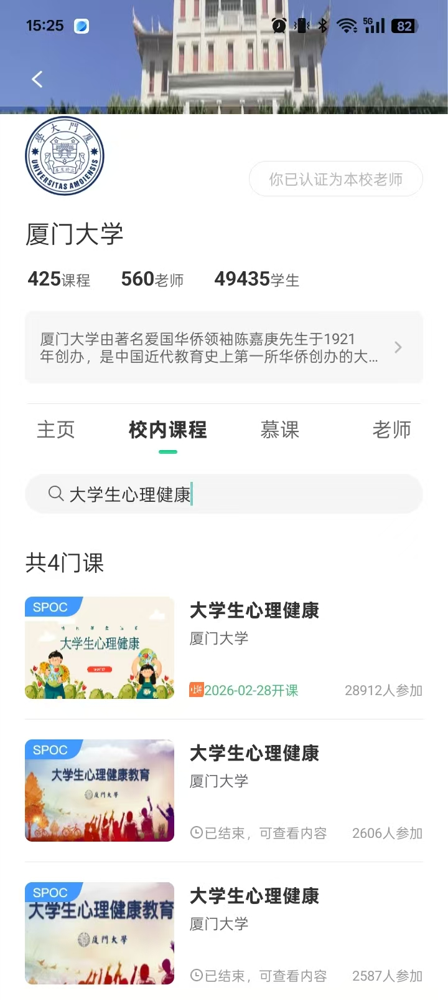 15:25
5G
82
廈門大學
UNIVERSITAS AMOIENSIS
你已认证为本校老师
厦门大学
425课程 560老师 49435学生
厦门大学由著名爱国华侨领袖陈嘉庚先生于1921
年创办，是中国近代教育史上第一所华侨创办的大...
主页 校内课程 慕课 老师
大学生心理健康
共4门课
SPOC
大学生心理健康
大学生心理健康
厦门大学
2026-02-28开课 28912人参加
SPOC
大学生心理健康教育
厦門大學
大学生心理健康
厦门大学
已结束，可查看内容 2606人参加
SPOC
大学生心理健康教育
厦門大學
大学生心理健康
厦门大学
已结束，可查看内容 2587人参加